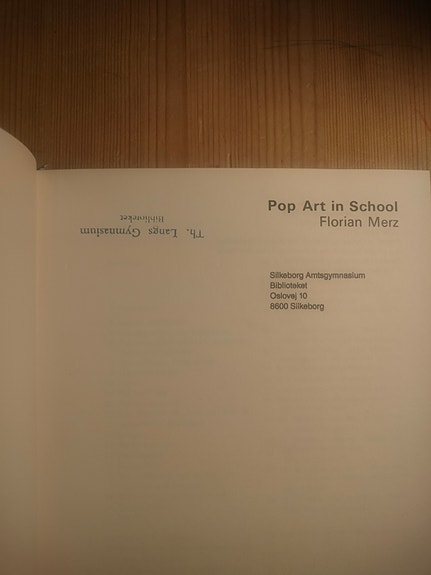 Pop Art in School
Florian Merz
Th. Langs Gymnasium
Biblioteket
Silkeborg Amtsgymnasium
Biblioteket
Oslovej 10
8600 Silkeborg